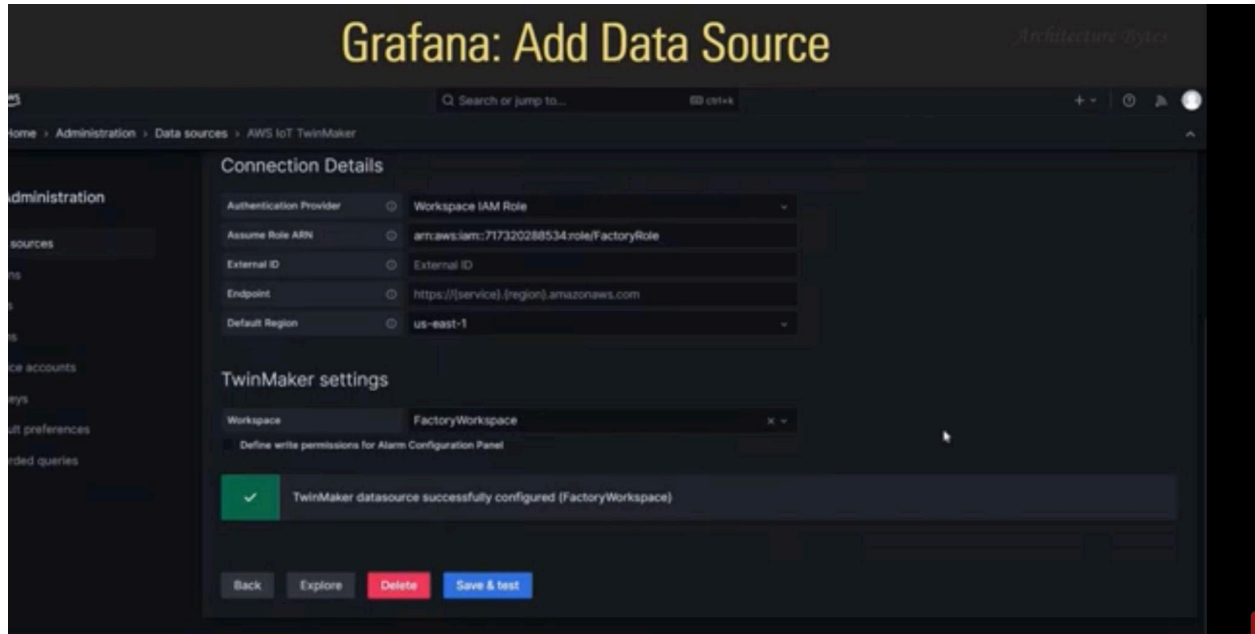 Grafana: Add Data Source
Architecture Bytes
Search or jump to...
ctrl+k
Home > Administration > Data sources > AWS IoT TwinMaker
Connection Details
Administration
Authentication Provider
Workspace IAM Role
Assume Role ARN
arn:aws:iam::717320288534:role/FactoryRole
sources
External ID
External ID
Endpoint
https://{service}.{region}.amazonaws.com
Default Region
us-east-1
ce accounts
TwinMaker settings
eys
Workspace
FactoryWorkspace
ult preferences
Define write permissions for Alarm Configuration Panel
rded queries
TwinMaker datasource successfully configured (FactoryWorkspace)
Back
Explore
Delete
Save & test